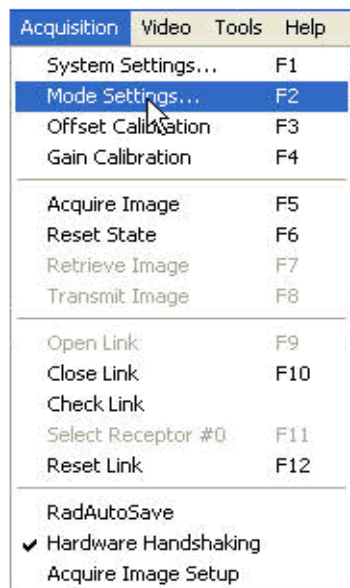 Acquisition Video Tools Help
System Settings... F1
Mode Settings... F2
Offset Calibration F3
Gain Calibration F4
Acquire Image F5
Reset State F6
Retrieve Image F7
Transmit Image F8
Open Link F9
Close Link F10
Check Link
Select Receptor #0 F11
Reset Link F12
RadAutoSave
Hardware Handshaking
Acquire Image Setup